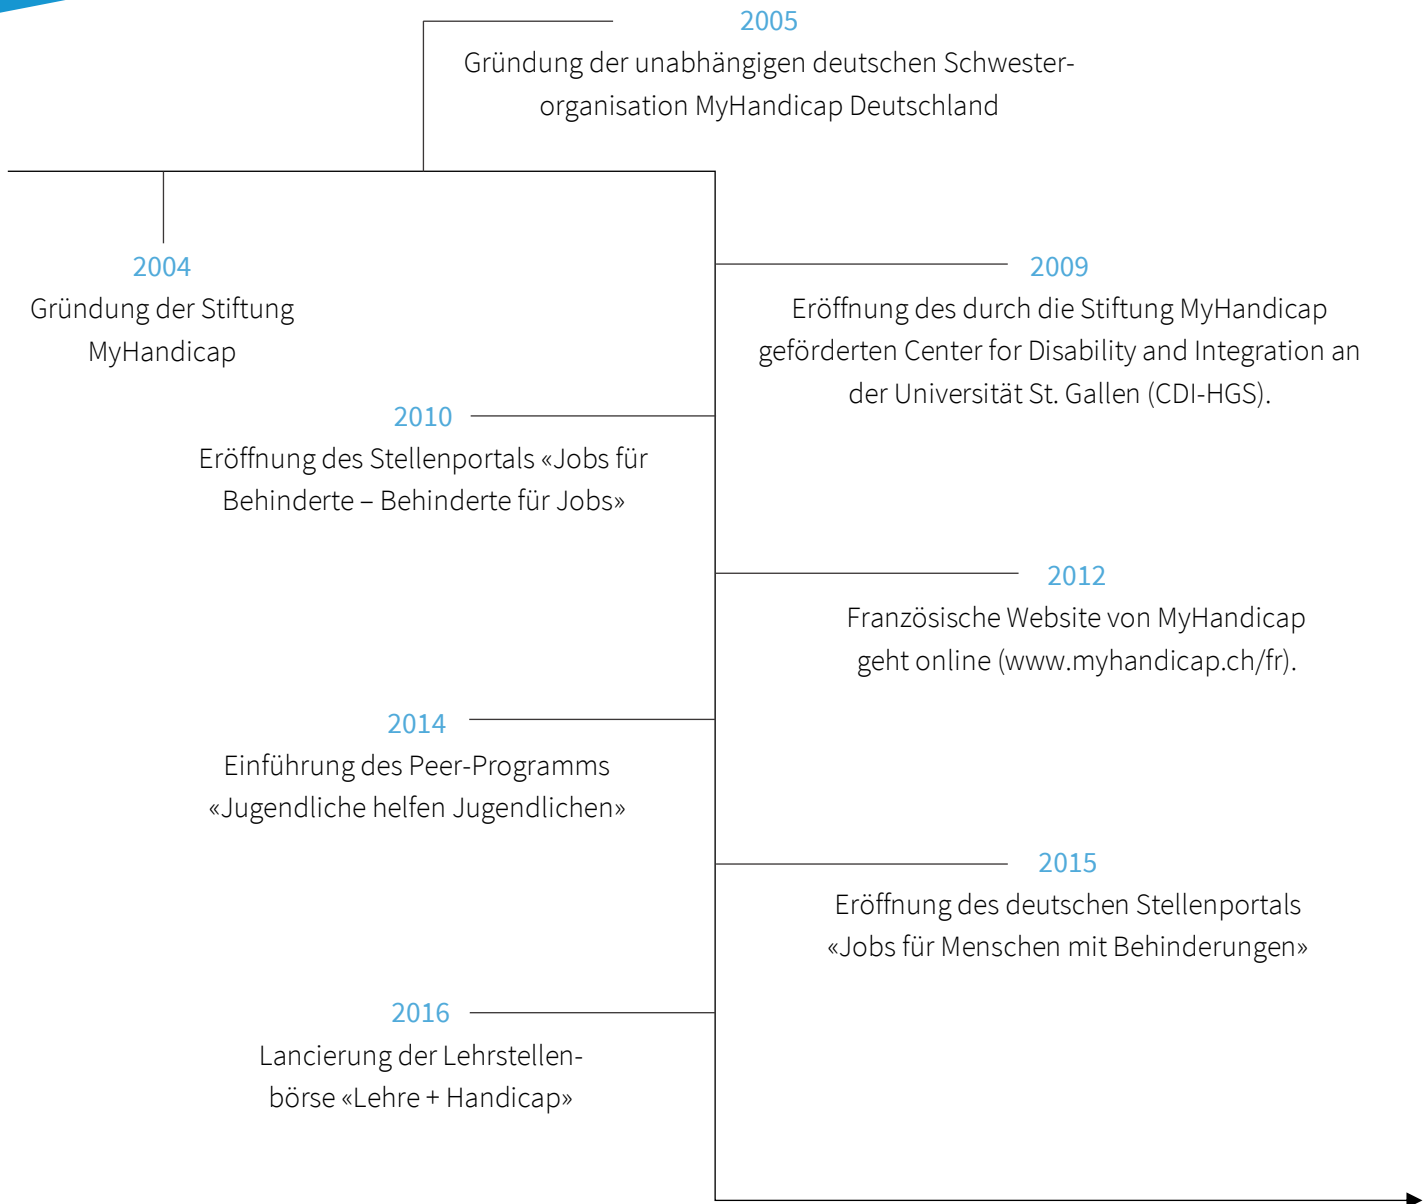 2005
Gründung der unabhängigen deutschen Schwester-
organisation MyHandicap Deutschland
2004
Gründung der Stiftung
MyHandicap
2009
Eröffnung des durch die Stiftung MyHandicap
geförderten Center for Disability and Integration an
der Universität St. Gallen (CDI-HGS).
2010
Eröffnung des Stellenportals «Jobs für
Behinderte – Behinderte für Jobs»
2012
Französische Website von MyHandicap
geht online (www.myhandicap.ch/fr).
2014
Einführung des Peer-Programms
«Jugendliche helfen Jugendlichen»
2015
Eröffnung des deutschen Stellenportals
«Jobs für Menschen mit Behinderungen»
2016
Lancierung der Lehrstellen-
börse «Lehre + Handicap»